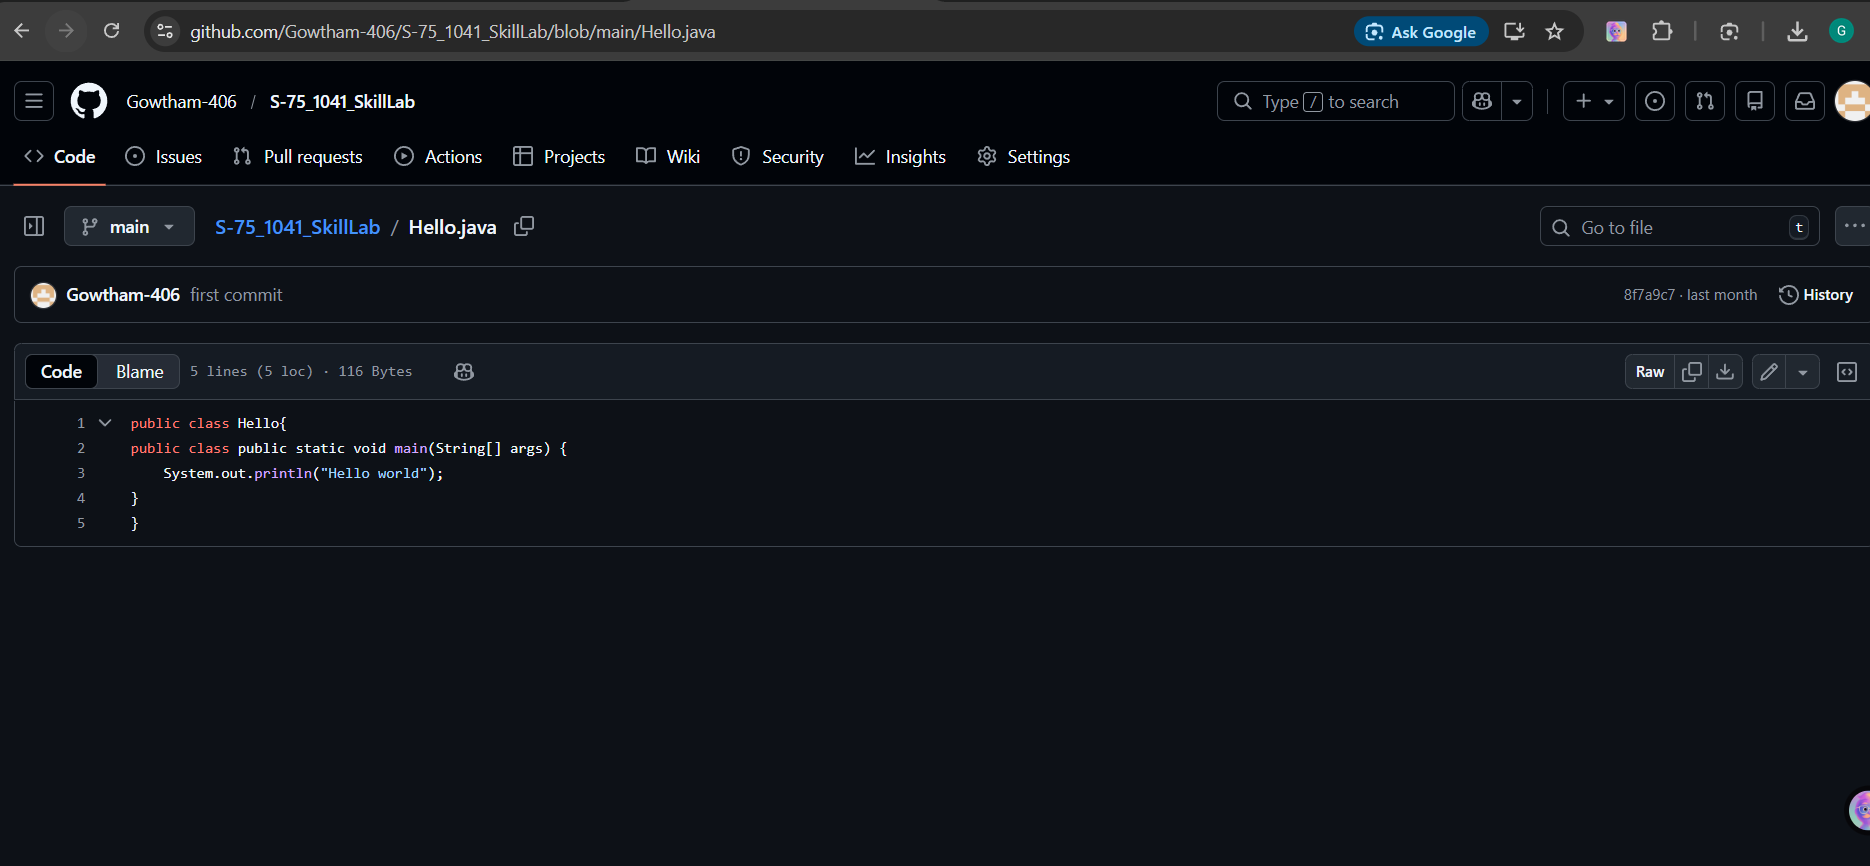 github.com/Gowtham-406/S-75_1041_SkillLab/blob/main/Hello.java Ask Google G
Gowtham-406 / S-75_1041_SkillLab Type / to search
Code Issues Pull requests Actions Projects Wiki Security Insights Settings
main S-75_1041_SkillLab / Hello.java Go to file t
Gowtham-406 first commit 8f7a9c7 · last month History
Code Blame 5 lines (5 loc) · 116 Bytes Raw
1 public class Hello{
2 public class public static void main(String[] args) {
3 System.out.println("Hello world");
4 }
5 }